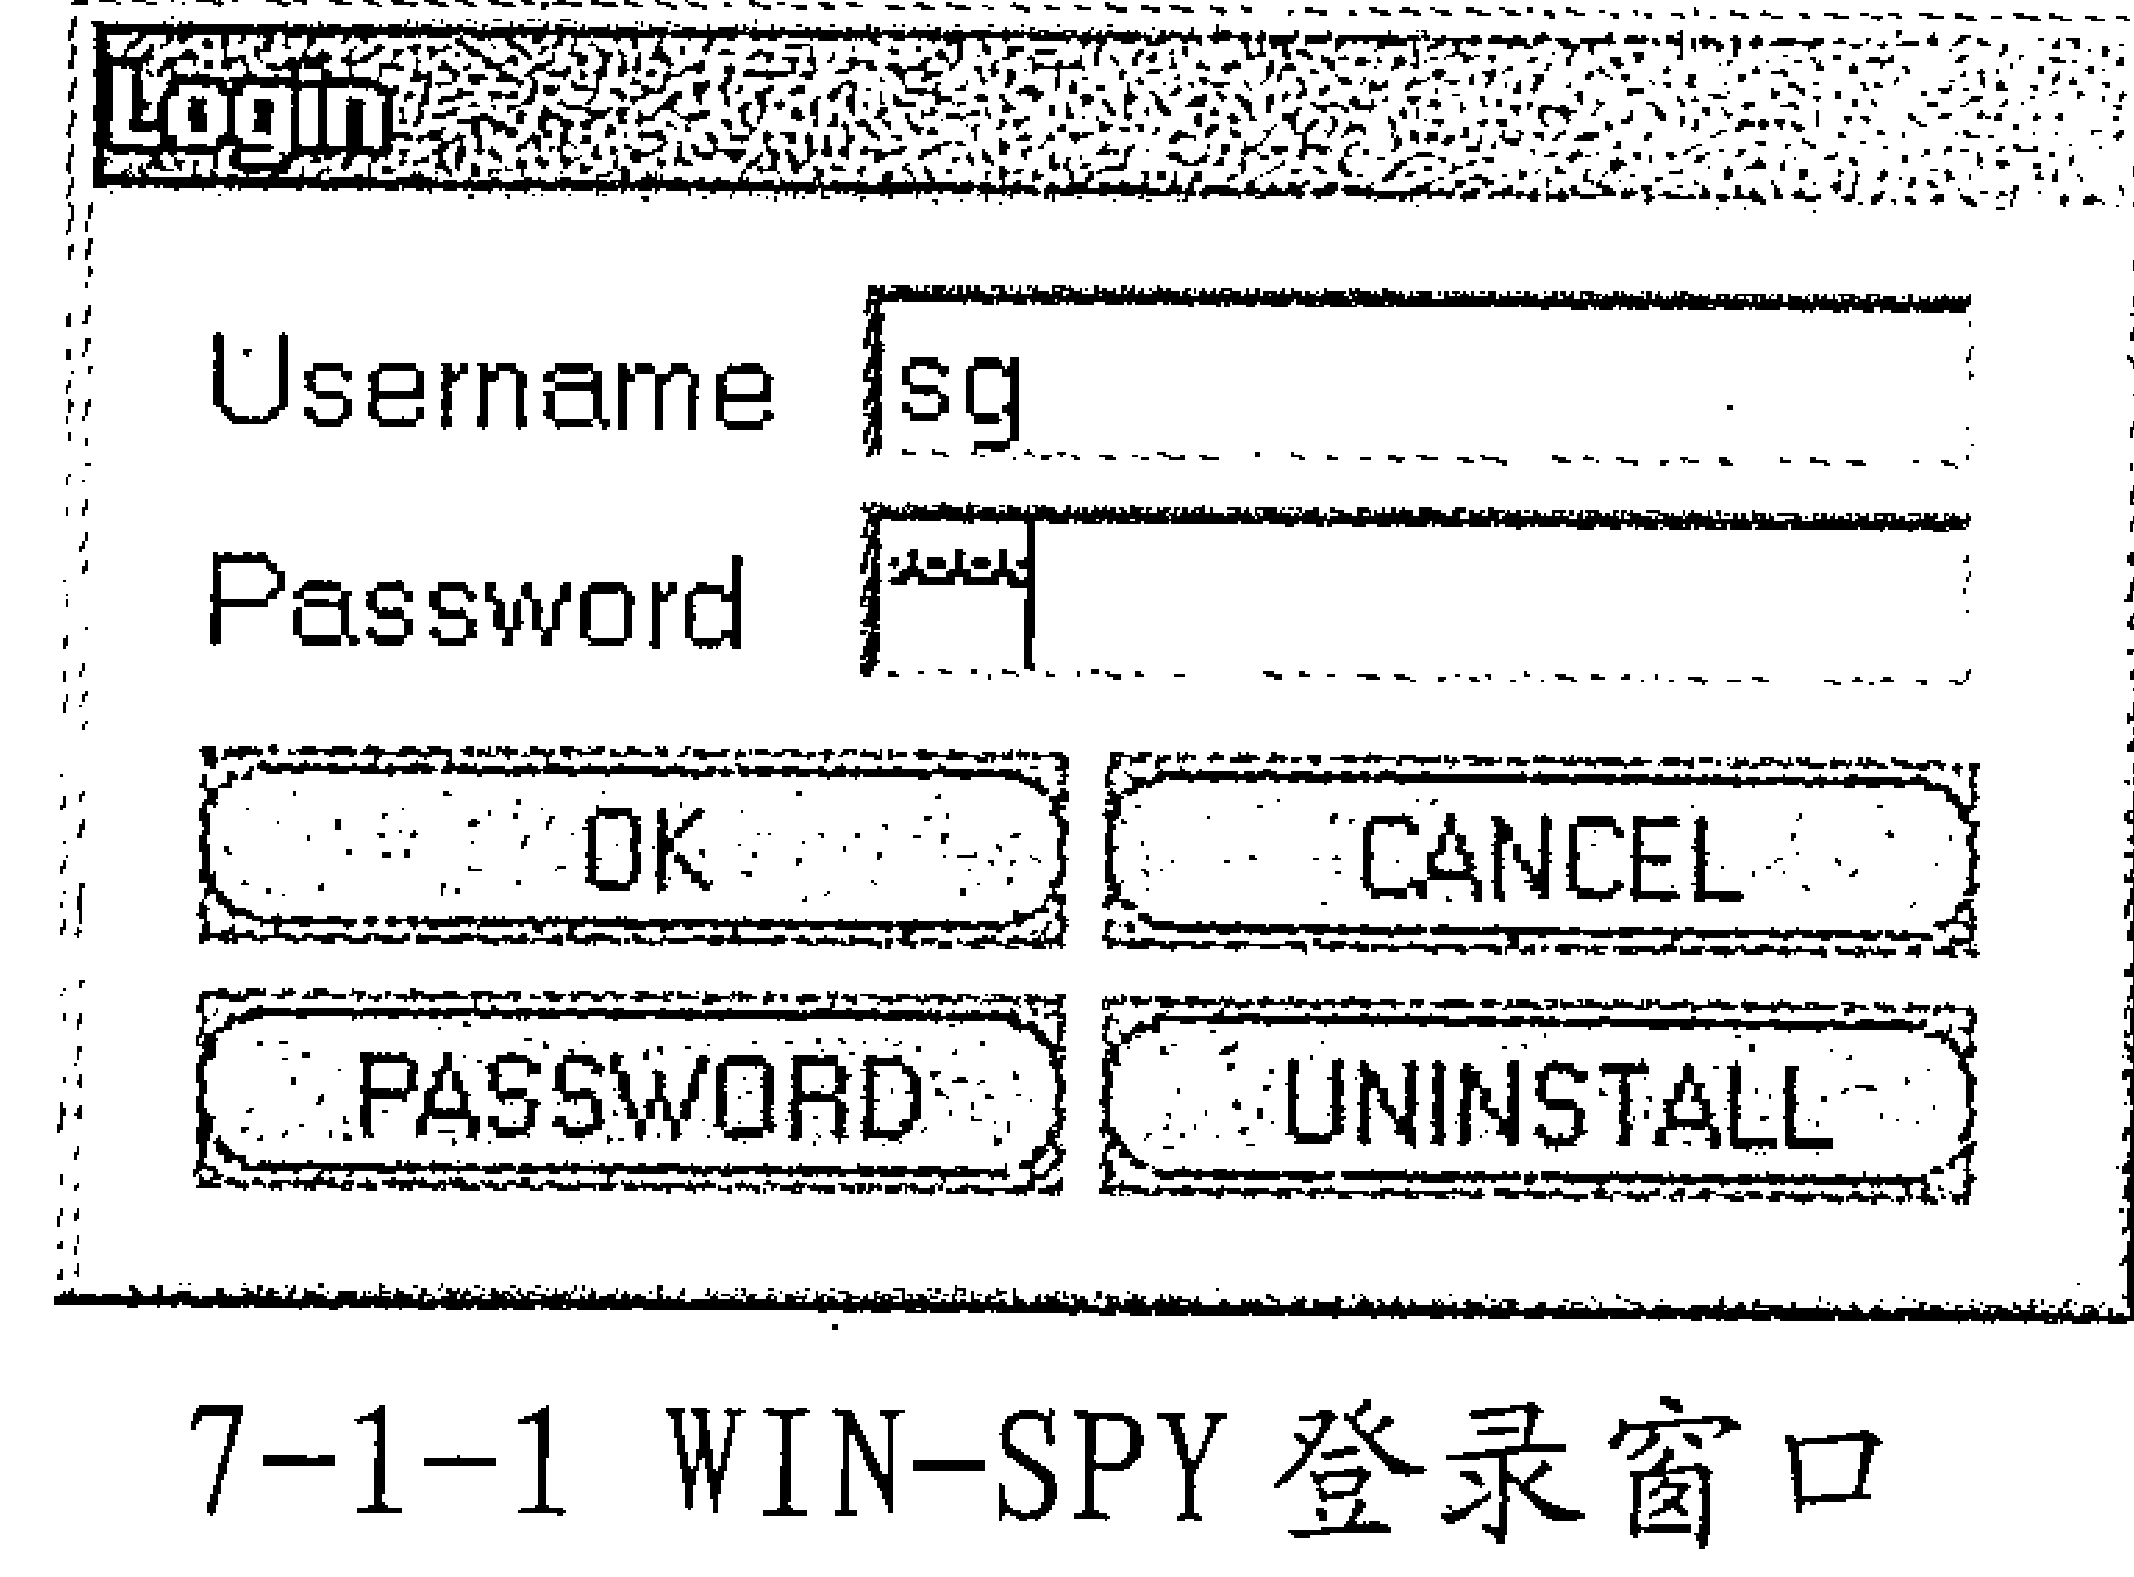 Login
Username sg
Password ****
OK CANCEL
PASSWORD UNINSTALL
7-1-1 WIN-SPY 登录窗口